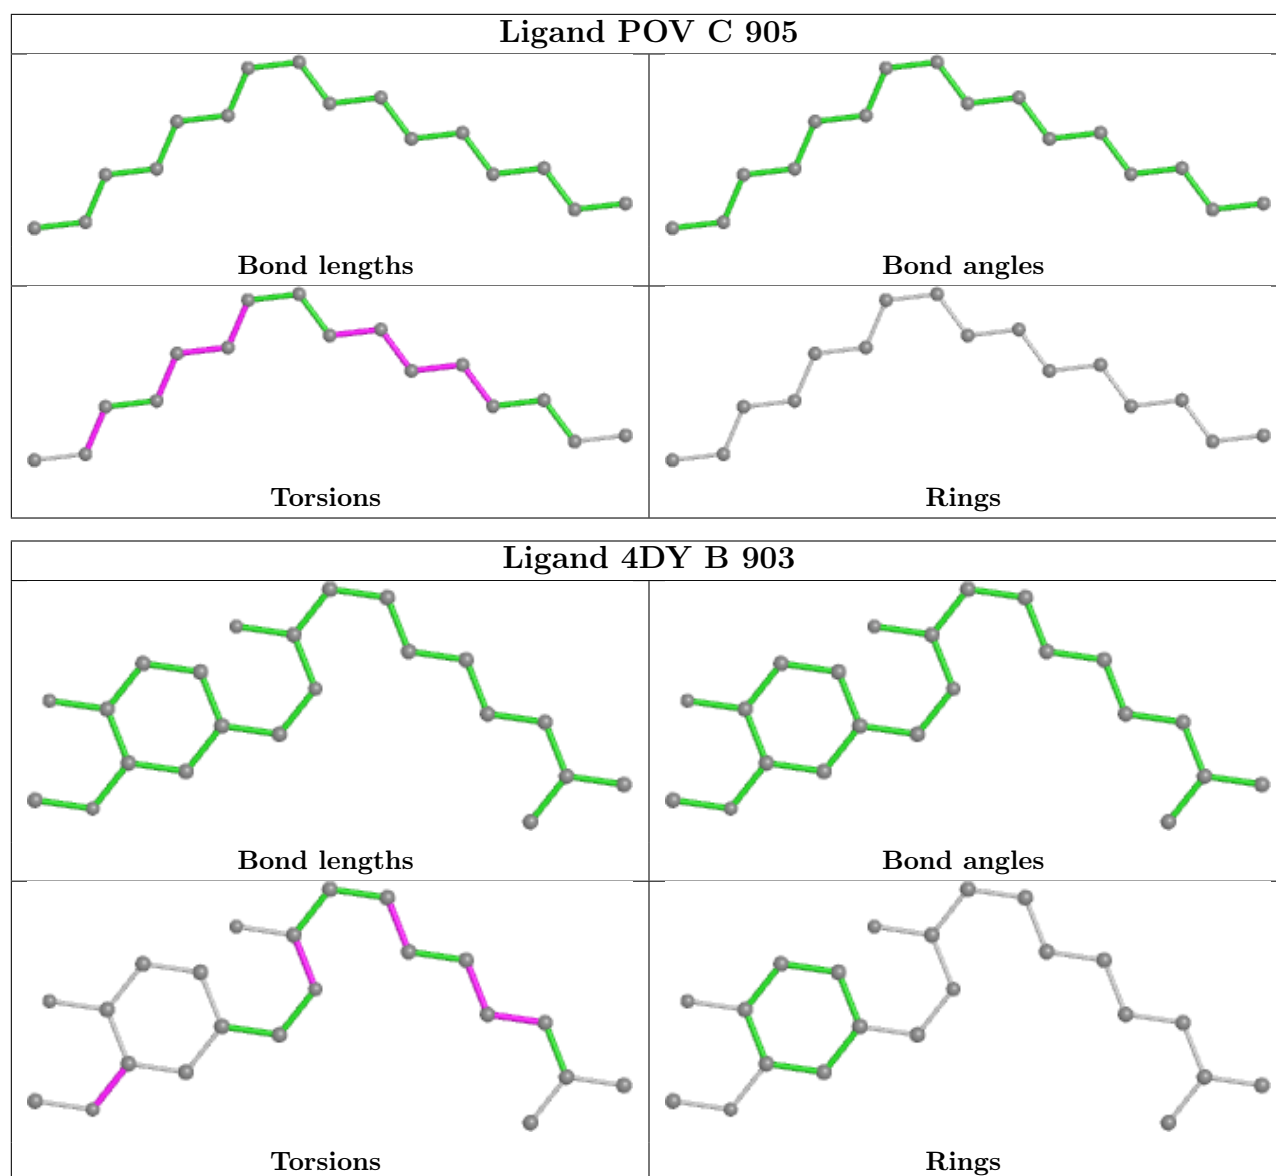 Ligand POV C 905
Bond lengths
Bond angles
Torsions
Rings
Ligand 4DY B 903
Bond lengths
Bond angles
Torsions
Rings